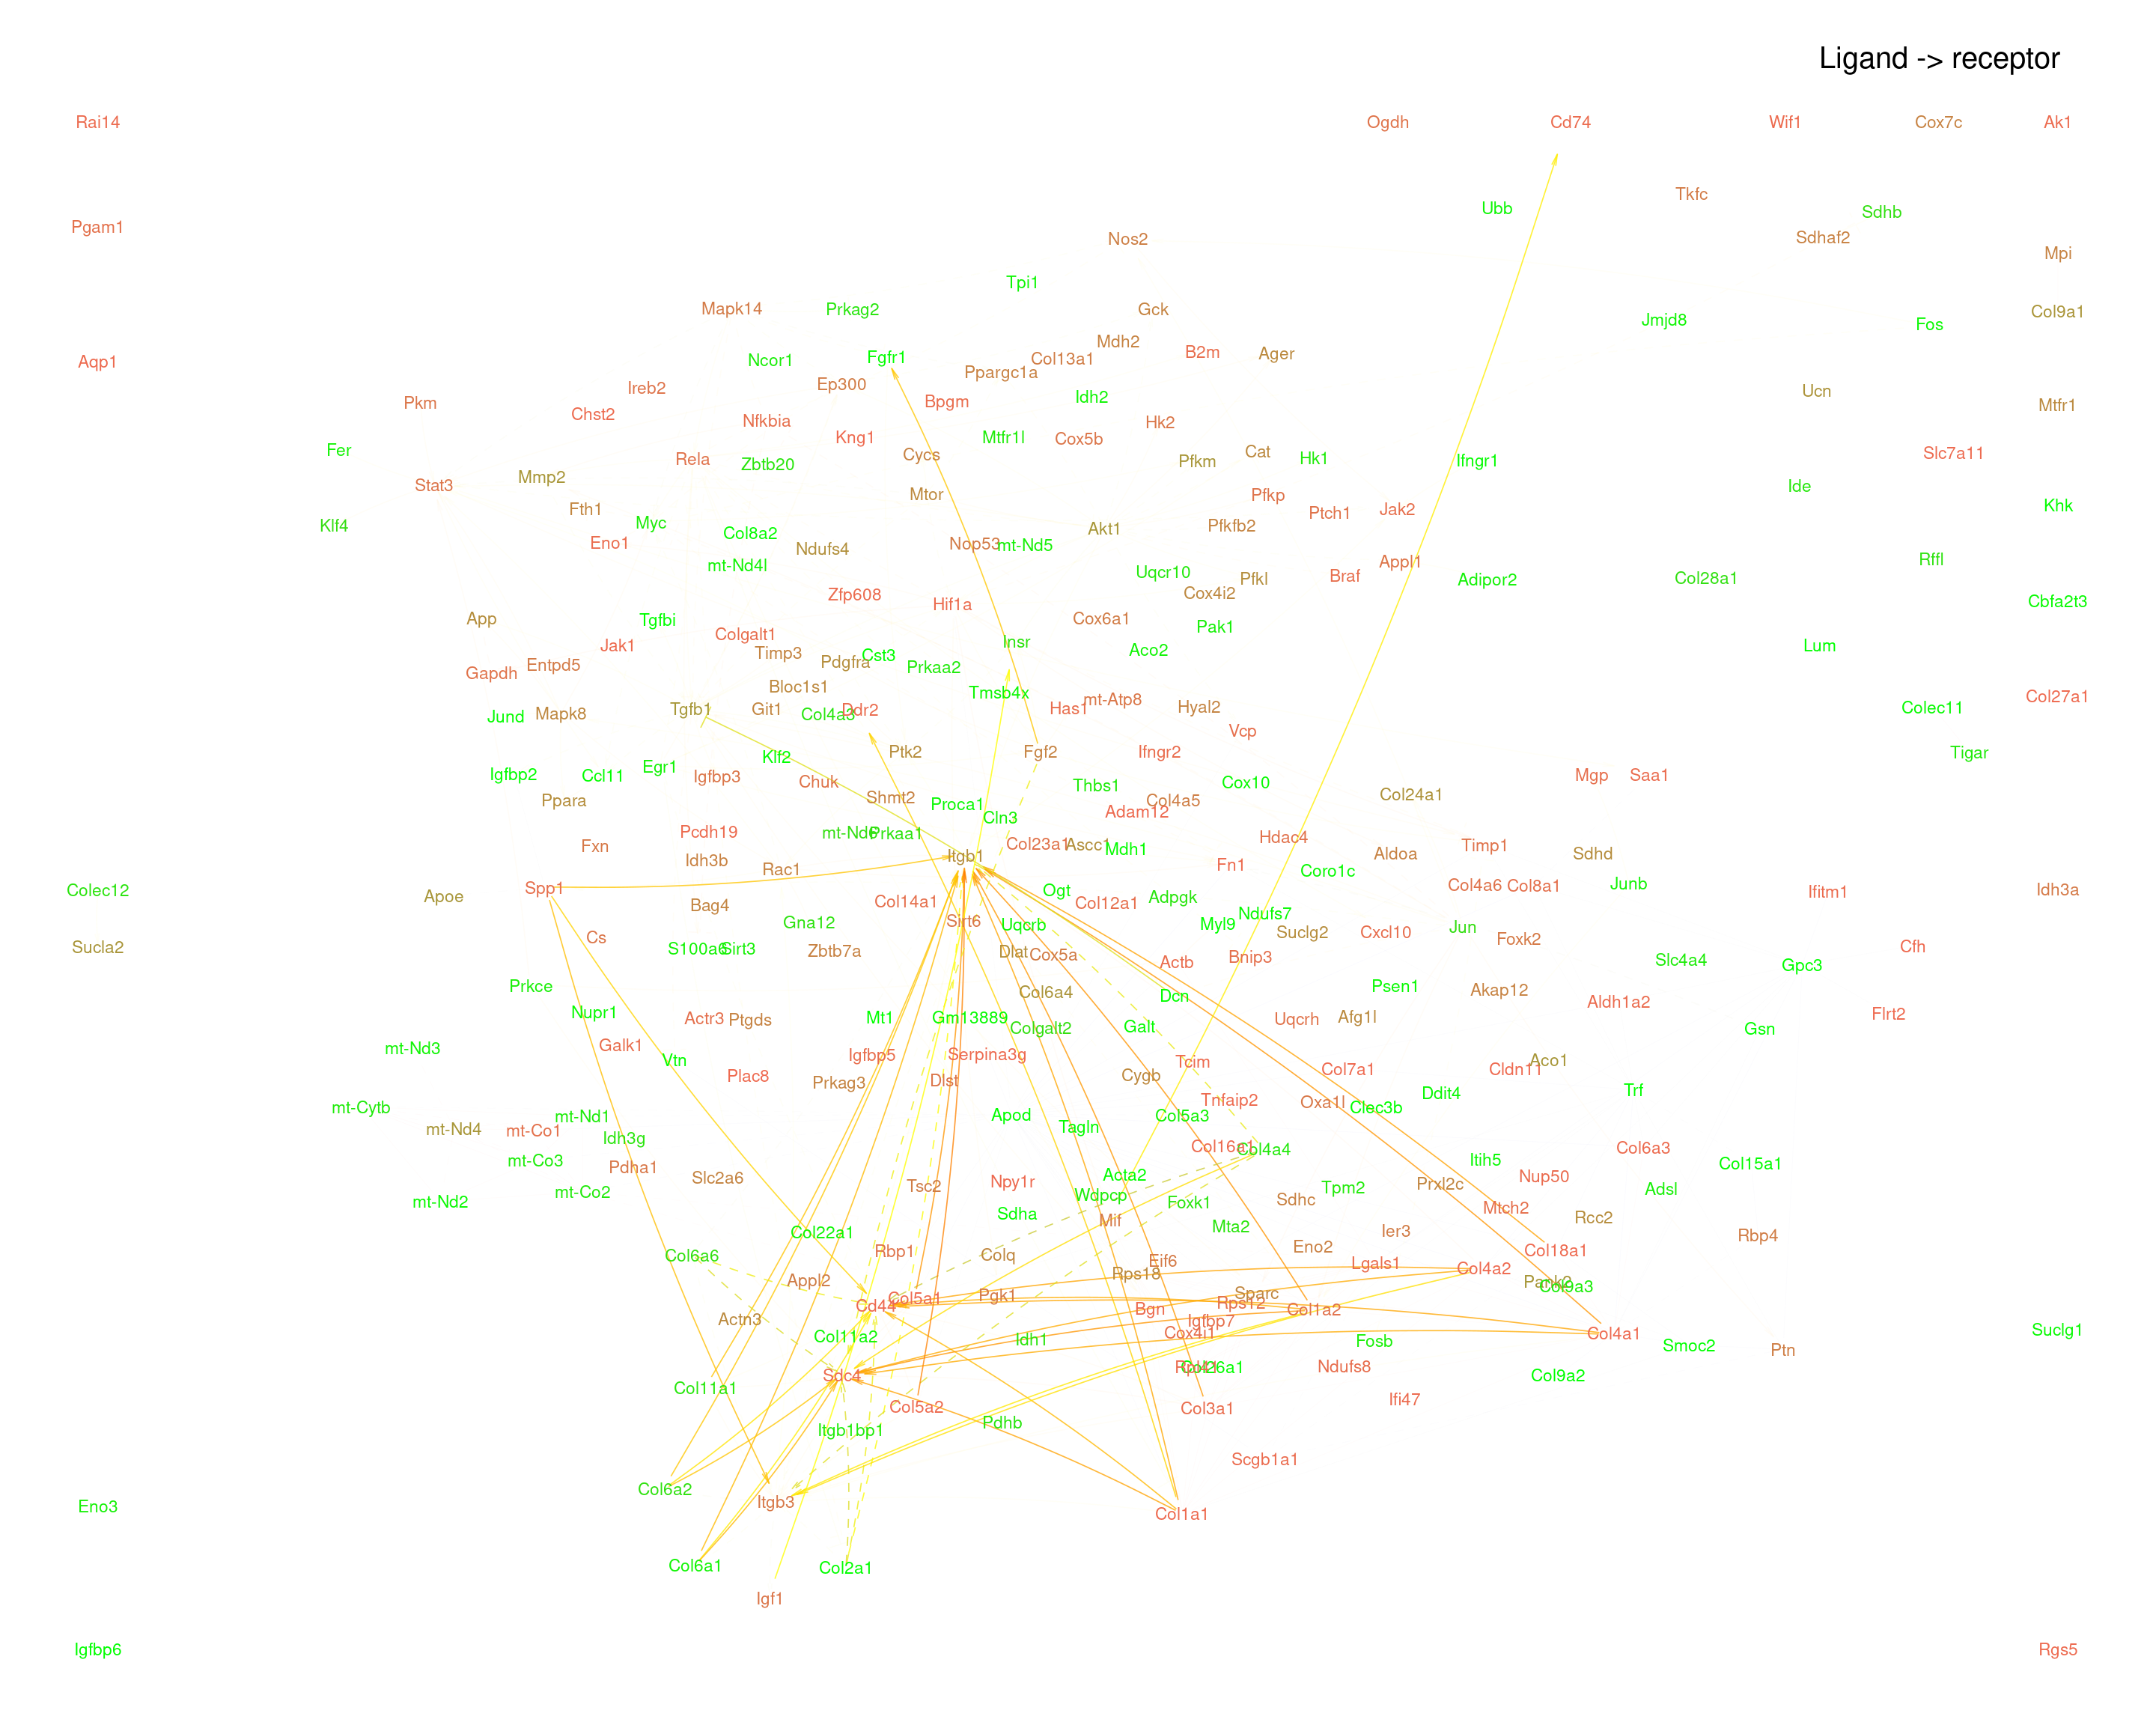 Ligand -> receptor
Rai14
Ogdh
Cd74
Wif1
Cox7c
Ak1
Tkfc
Ubb
Sdhb
Pgam1
Nos2
Sdhaf2
Mpi
Tpi1
Mapk14
Prkag2
Gck
Col9a1
Jmjd8
Fos
Mdh2
B2m
Ager
Aqp1
Ncor1
Fgfr1
Col13a1
Ppargc1a
Ireb2
Ep300
Ucn
Pkm
Bpgm
Idh2
Mtfr1
Chst2
Nfkbia
Hk2
Kng1
Mtfr1l
Cox5b
Fer
Cycs
Cat
Slc7a11
Rela
Zbtb20
Pfkm
Hk1
Ifngr1
Mmp2
Stat3
Mtor
Pfkp
Ide
Fth1
Ptch1
Jak2
Khk
Klf4
Myc
Akt1
Pfkfb2
Col8a2
Eno1
Ndufs4
Nop53
mt-Nd5
Rffl
mt-Nd4l
Uqcr10
Pfkl
Braf
Appl1
Adipor2
Col28a1
Zfp608
Hif1a
Cox4i2
Cbfa2t3
App
Tgfbi
Colgalt1
Cox6a1
Pak1
Jak1
Insr
Aco2
Lum
Gapdh
Entpd5
Timp3
Pdgfra
Cst3
Prkaa2
Bloc1s1
Tmsb4x
mt-Atp8
Col27a1
Jund
Mapk8
Tgfb1
Git1
Col4a3
Ddr2
Has1
Hyal2
Colec11
Vcp
Klf2
Ptk2
Fgf2
Ifngr2
Tigar
Igfbp2
Ccl11
Egr1
Igfbp3
Chuk
Thbs1
Cox10
Mgp
Saa1
Ppara
Shmt2
Proca1
Col4a5
Col24a1
Cln3
Adam12
Pcdh19
mt-Nd6
Prkaa1
Hdac4
Fxn
Idh3b
Itgb1
Col23a1
Ascc1
Mdh1
Aldoa
Timp1
Sdhd
Rac1
Fn1
Coro1c
Colec12
Apoe
Spp1
Ogt
Adpgk
Col4a6
Col8a1
Junb
Ifitm1
Idh3a
Bag4
Col14a1
Col12a1
Sucla2
Cs
Gna12
Sirt6
Uqcrb
Myl9
Ndufs7
Suclg2
Cxcl10
Jun
Foxk2
Cfh
S100a6
Sirt3
Zbtb7a
Dlat
Cox5a
Actb
Bnip3
Slc4a4
Gpc3
Prkce
Col6a4
Dcn
Psen1
Akap12
Aldh1a2
Nupr1
Actr3
Ptgds
Mt1
Gm13889
Colgalt2
Galt
Uqcrh
Afg1l
Flrt2
Gsn
mt-Nd3
Galk1
Vtn
Igfbp5
Serpina3g
Tcim
Col7a1
Cldn11
Aco1
Plac8
Prkag3
Dlst
Cygb
Ddit4
Trf
mt-Cytb
mt-Nd1
Apod
Col5a3
Tnfaip2
Oxa1l
Clec3b
mt-Nd4
mt-Co1
Idh3g
Tagln
Col16a1
Col4a4
Col6a3
mt-Co3
Pdha1
Itih5
Col15a1
mt-Nd2
mt-Co2
Slc2a6
Tsc2
Npy1r
Acta2
Wdpcp
Foxk1
Sdhc
Tpm2
Prxl2c
Nup50
Adsl
Sdha
Mif
Mta2
Mtch2
Rcc2
Col22a1
Ier3
Rbp4
Col6a6
Rbp1
Colq
Eif6
Eno2
Lgals1
Col18a1
Appl2
Rps18
Col4a2
Pank2
Col9a3
Cd44
Col5a1
Pgk1
Sparc
Actn3
Bgn
Rps12
Col1a2
Igfbp7
Col11a2
Idh1
Cox4i1
Fosb
Col4a1
Smoc2
Ptn
Suclg1
Sdc4
Col26a1
Ndufs8
Col9a2
Col11a1
Col5a2
Col3a1
Ifi47
Itgb1bp1
Pdhb
Scgb1a1
Col6a2
Itgb3
Eno3
Col1a1
Col6a1
Col2a1
Igf1
Igfbp6
Rgs5